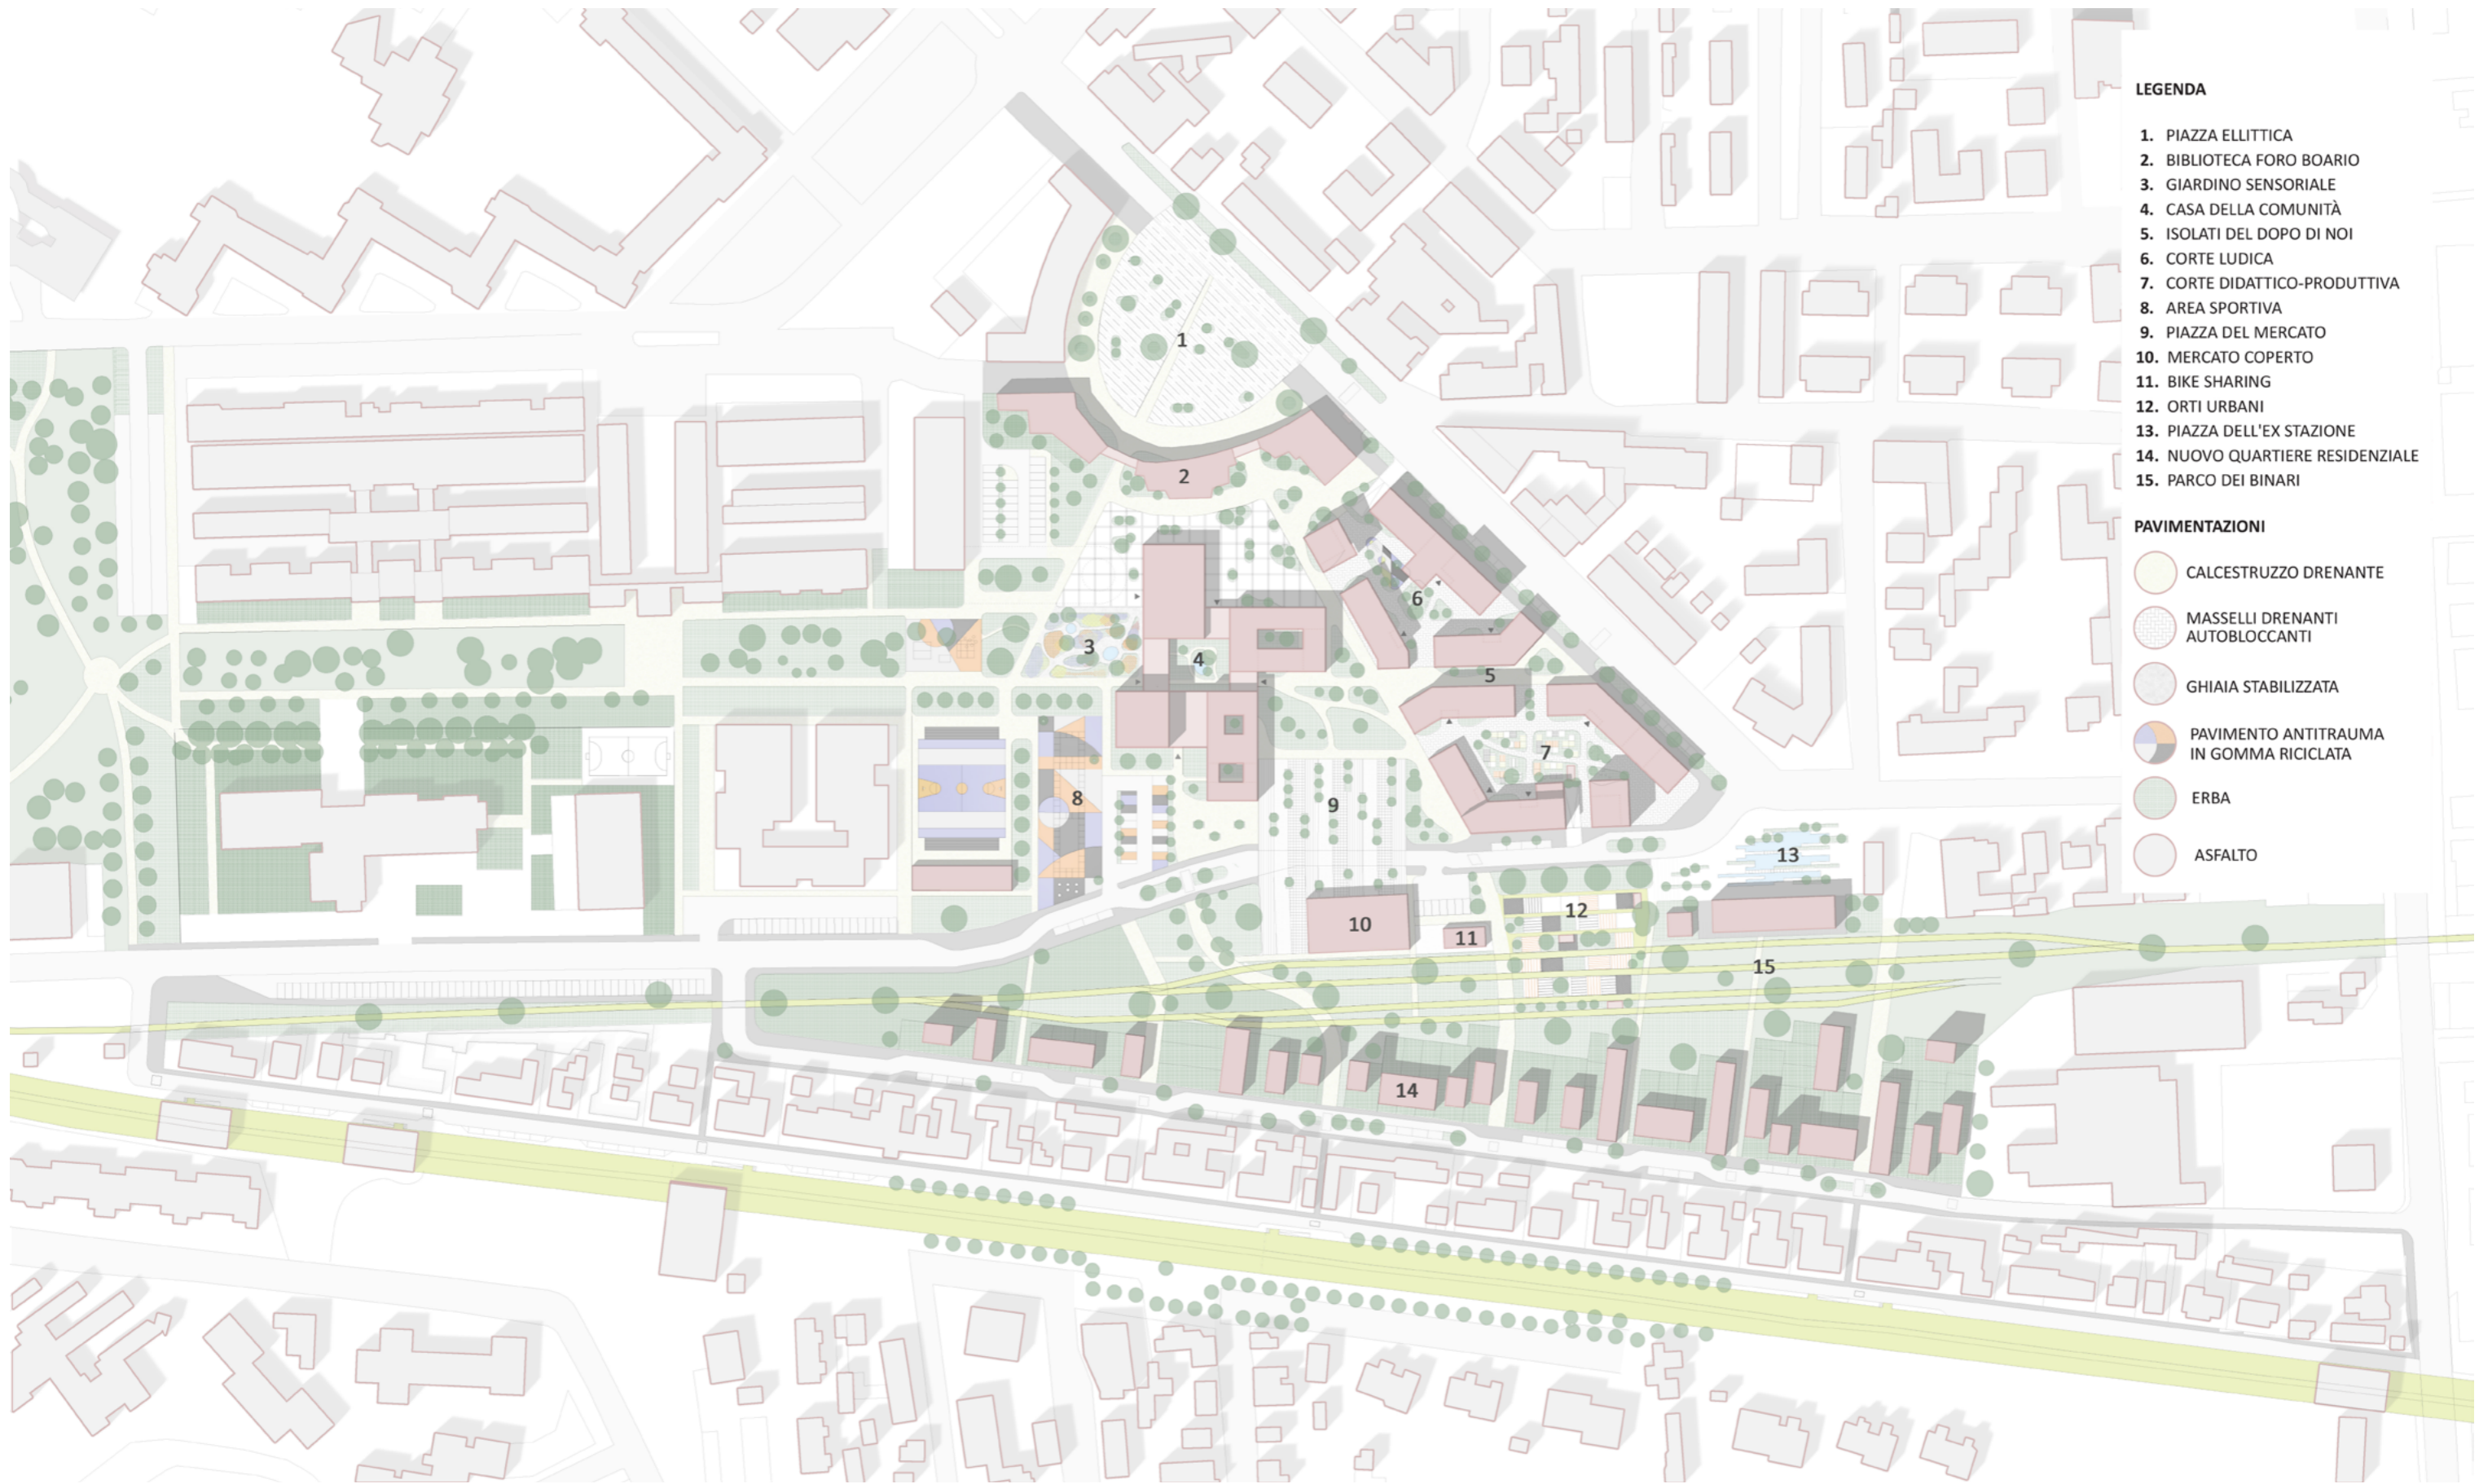 LEGENDA
1. PIAZZA ELLITTICA
2. BIBLIOTECA FORO BOARIO
3. GIARDINO SENSORIALE
4. CASA DELLA COMUNITÀ
5. ISOLATI DEL DOPO DI NOI
6. CORTE LUDICA
7. CORTE DIDATTICO-PRODUTTIVA
8. AREA SPORTIVA
9. PIAZZA DEL MERCATO
10. MERCATO COPERTO
11. BIKE SHARING
12. ORTI URBANI
13. PIAZZA DELL'EX STAZIONE
14. NUOVO QUARTIERE RESIDENZIALE
15. PARCO DEI BINARI
PAVIMENTAZIONI
CALCESTRUZZO DRENANTE
MASSELLI DRENANTI
AUTOBLOCCANTI
GHIAIA STABILIZZATA
PAVIMENTO ANTITRAUMA
IN GOMMA RICICLATA
ERBA
ASFALTO
1
2
6
3
4
5
7
8
9
13
12
10
11
15
14